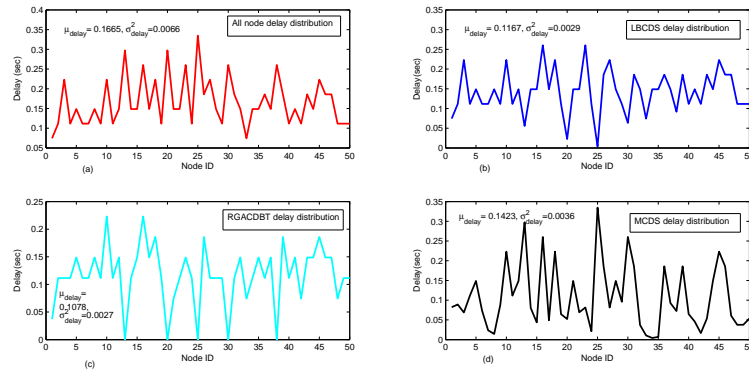 All node delay distribution
μdelay = 0.1665, σ²delay=0.0066
Delay (sec)
0.4
0.35
0.3
0.25
0.2
0.15
0.1
0.05
0 5 10 15 20 25 30 35 40 45 50
(a)
Node ID
LBCDS delay distribution
μdelay = 0.1167, σ²delay=0.0029
Delay(sec)
0.35
0.3
0.25
0.2
0.15
0.1
0.05
0
0 5 10 15 20 25 30 35 40 45 50
(b)
Node ID
RGACDBT delay distribution
μdelay =
0.1078,
σ²delay=0.0027
Delay(sec)
0.25
0.2
0.15
0.1
0.05
0
0 5 10 15 20 25 30 35 40 45 50
(c)
Node ID
MCDS delay distribution
μdelay = 0.1423, σ²delay=0.0036
Delay(sec)
0.35
0.3
0.25
0.2
0.15
0.1
0.05
0
0 5 10 15 20 25 30 35 40 45 50
(d)
Node ID